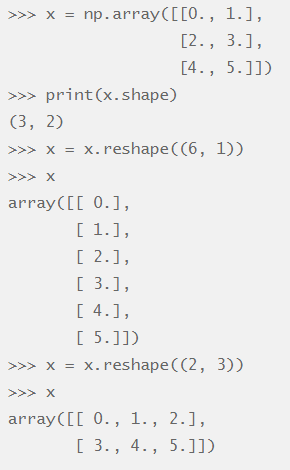 >>> x = np.array([[0., 1.],
                  [2., 3.],
                  [4., 5.]])
>>> print(x.shape)
(3, 2)
>>> x = x.reshape((6, 1))
>>> x
array([[ 0.],
       [ 1.],
       [ 2.],
       [ 3.],
       [ 4.],
       [ 5.]])
>>> x = x.reshape((2, 3))
>>> x
array([[ 0., 1., 2.],
       [ 3., 4., 5.]])